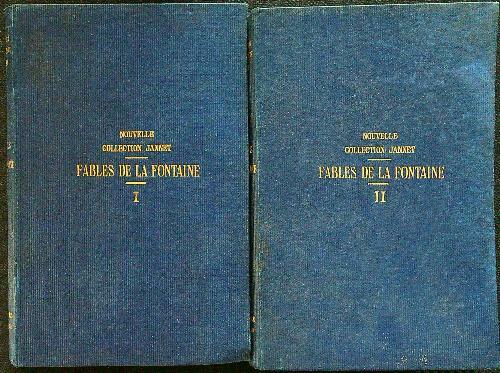 NOUVELLE
COLLECTION JANNET
FABLES DE LA FONTAINE
I
NOUVELLE
COLLECTION JANNET
FABLES DE LA FONTAINE
II